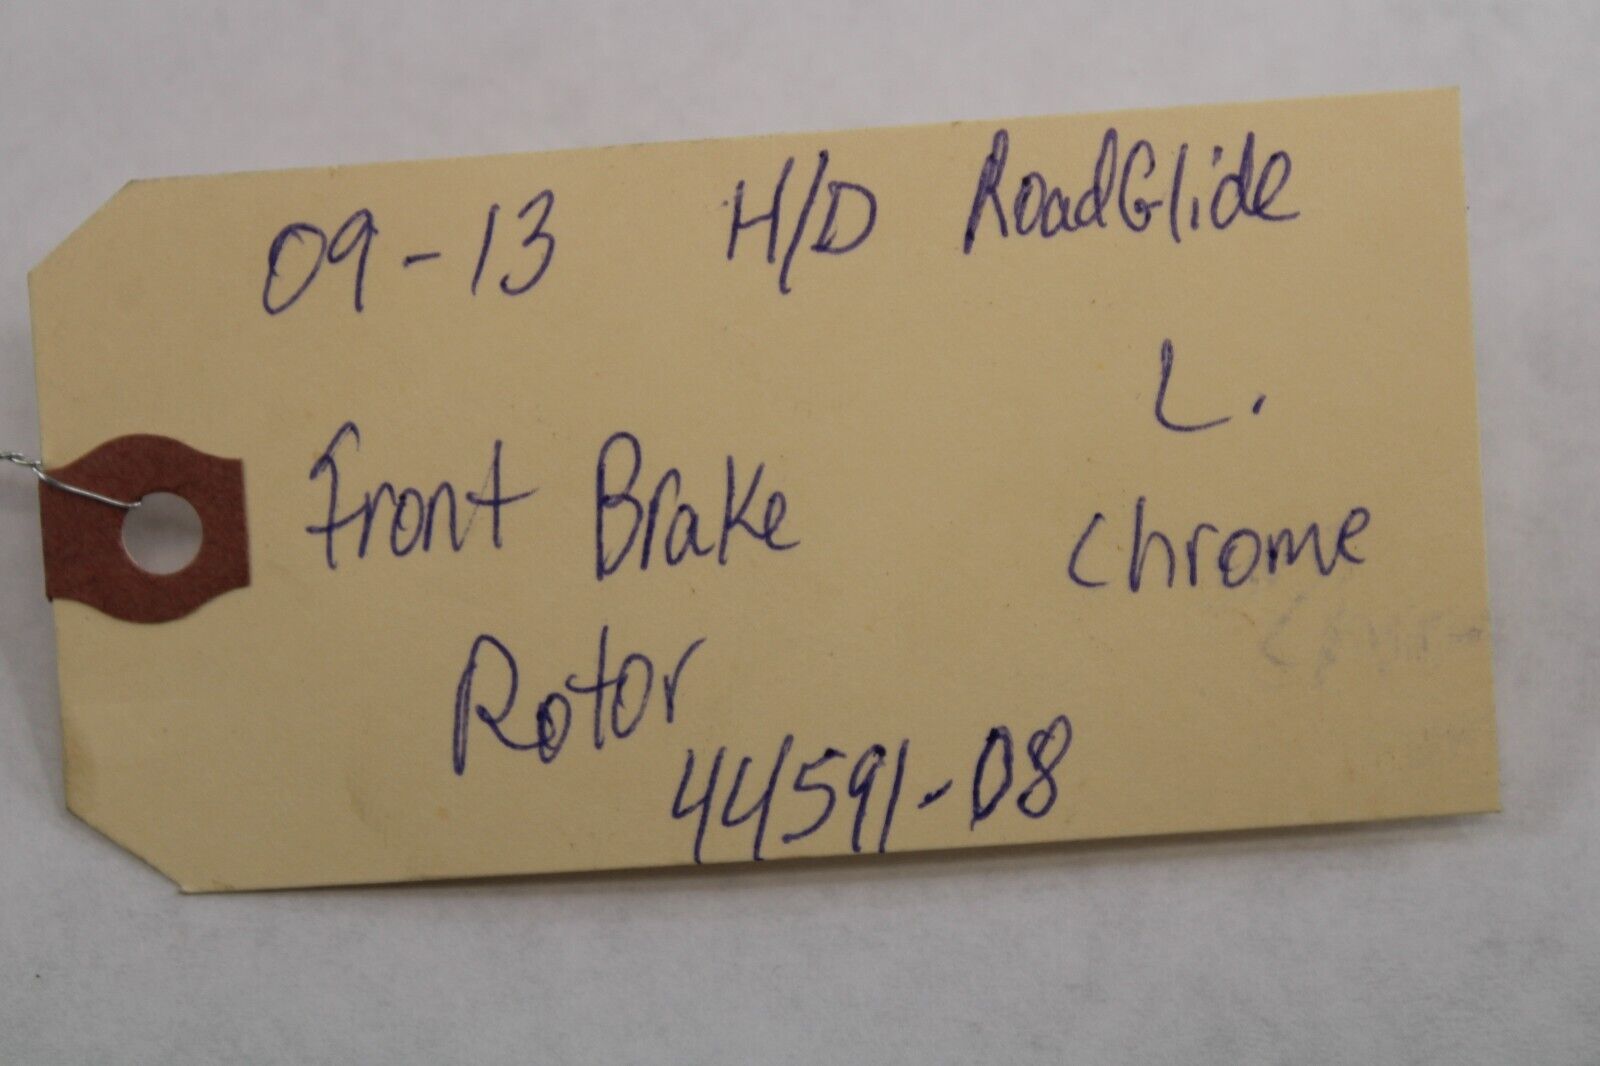 09-13 H/D RoadGlide
L.
Front Brake chrome
Rotor
44591-08